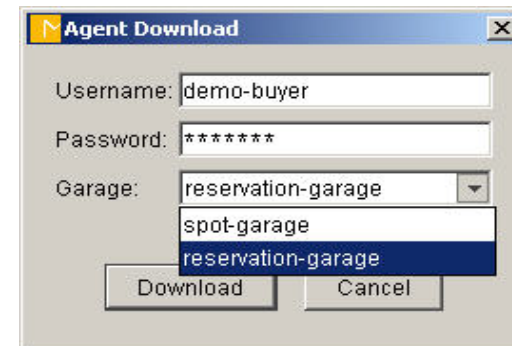 Agent Download
Username: demo-buyer
Password: *******
Garage: reservation-garage
spot-garage
reservation-garage
Download Cancel